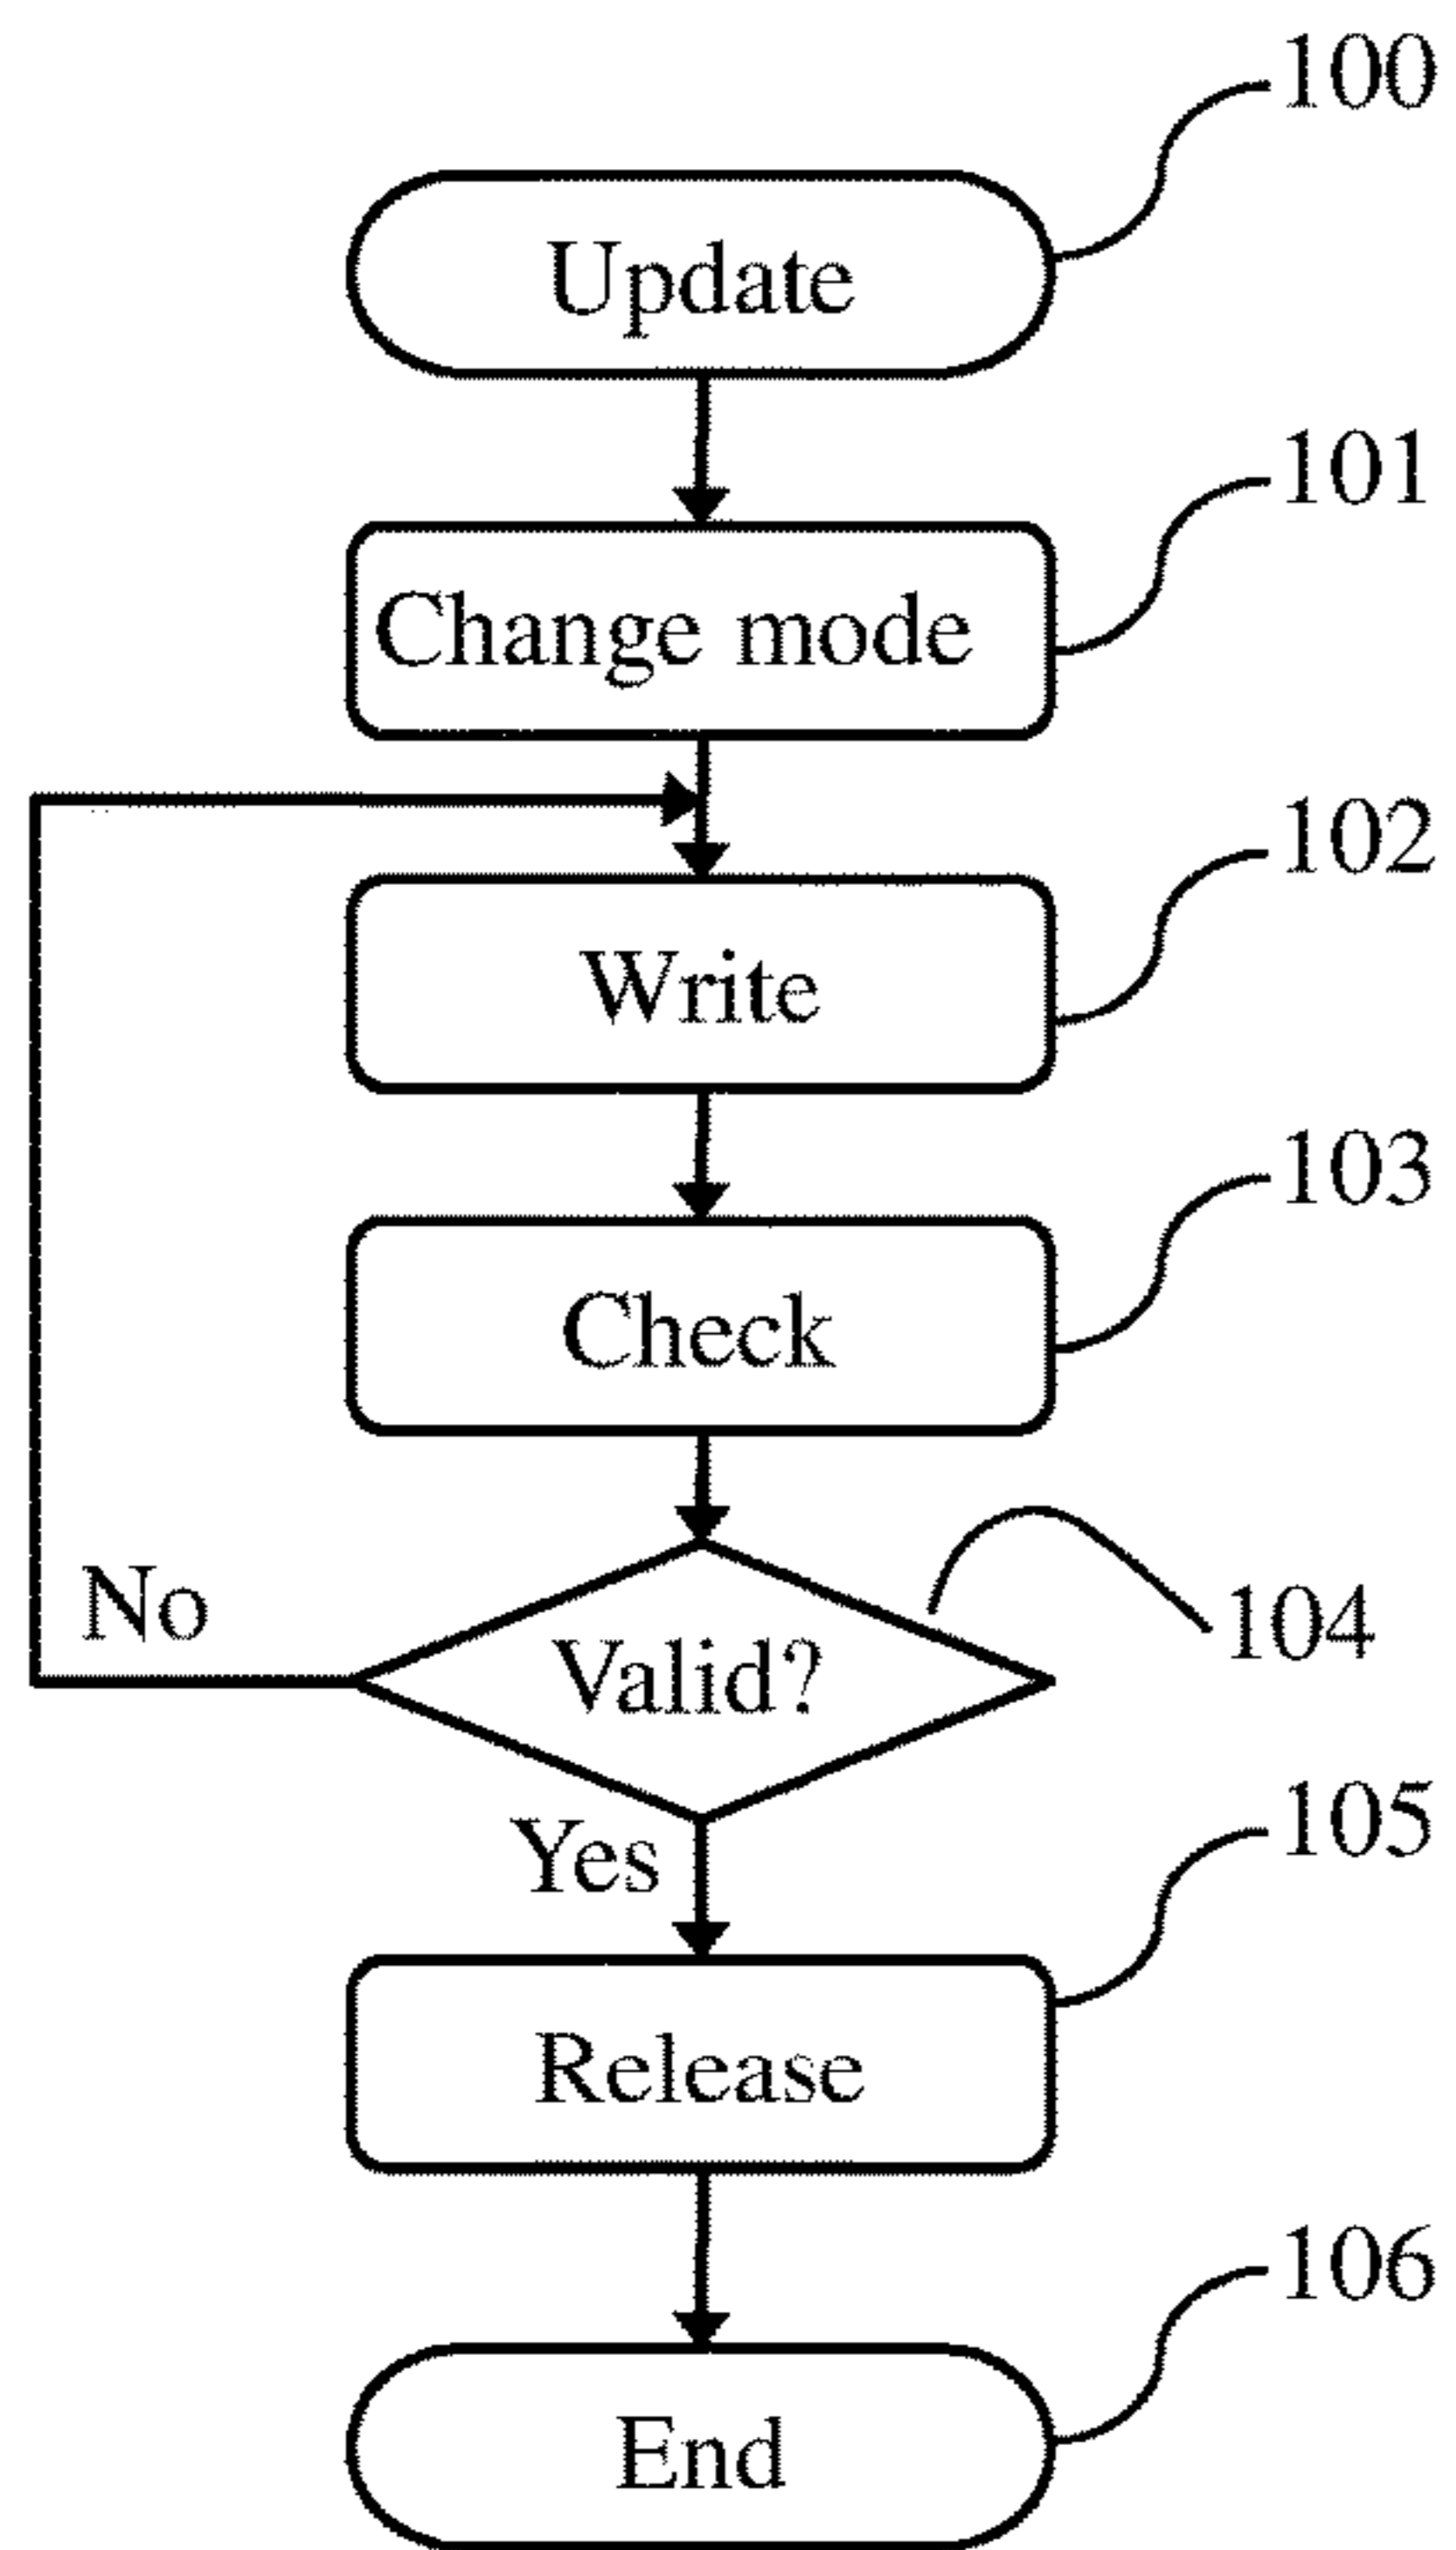 100
Update
101
Change mode
102
Write
103
Check
No
104
Valid?
Yes
105
Release
106
End